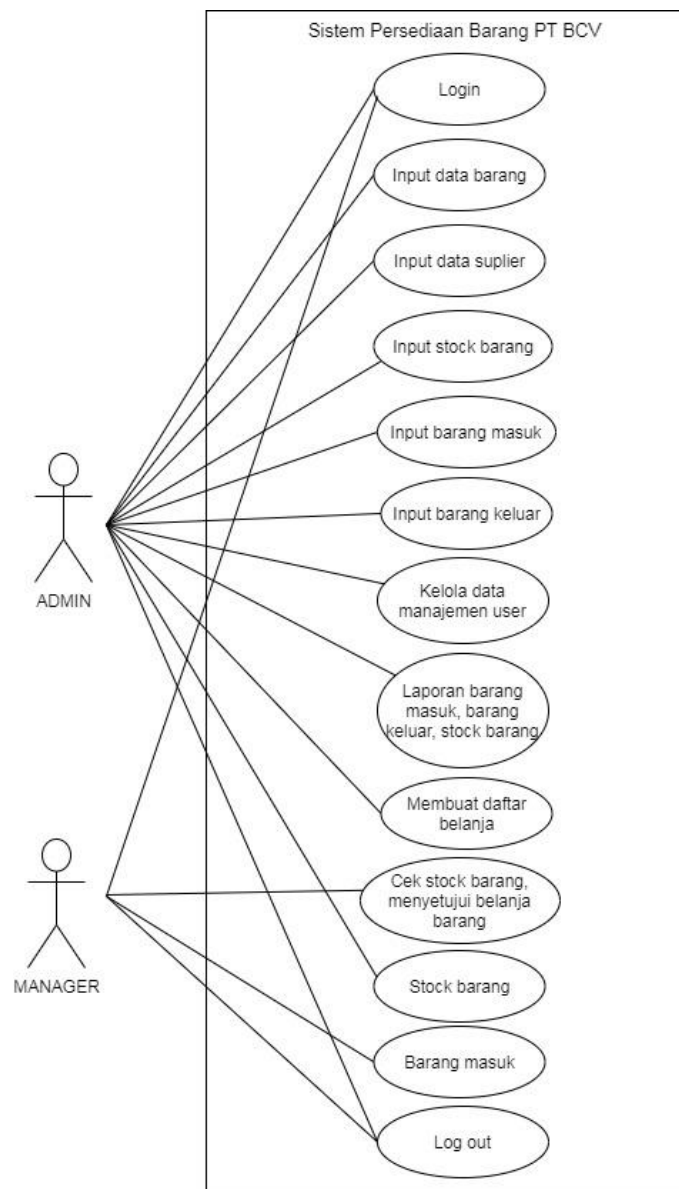 Sistem Persediaan Barang PT BCV
Login
Input data barang
Input data suplier
Input stock barang
Input barang masuk
Input barang keluar
ADMIN
Kelola data
manajemen user
Laporan barang
masuk, barang
keluar, stock barang
Membuat daftar
belanja
Cek stock barang,
menyetujui belanja
barang
MANAGER
Stock barang
Barang masuk
Log out